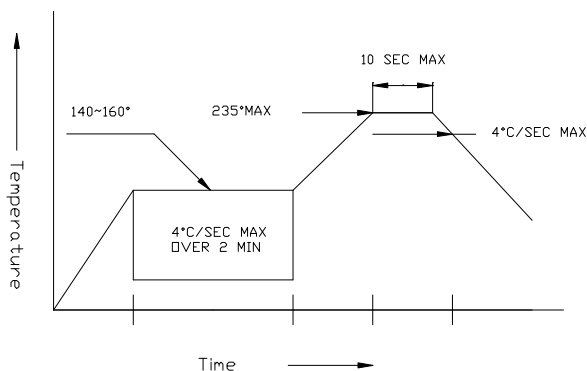 10 SEC MAX
140~160°
235°MAX
4°C/SEC MAX
4°C/SEC MAX
OVER 2 MIN
Temperature
Time